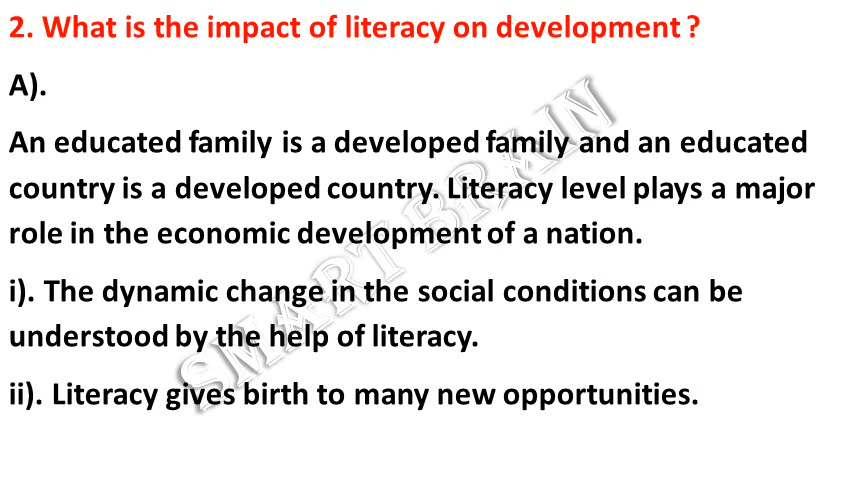 2. What is the impact of literacy on development ?
A).
An educated family is a developed family and an educated
country is a developed country. Literacy level plays a major
role in the economic development of a nation.
i). The dynamic change in the social conditions can be
understood by the help of literacy.
ii). Literacy gives birth to many new opportunities.
SMART BRAIN